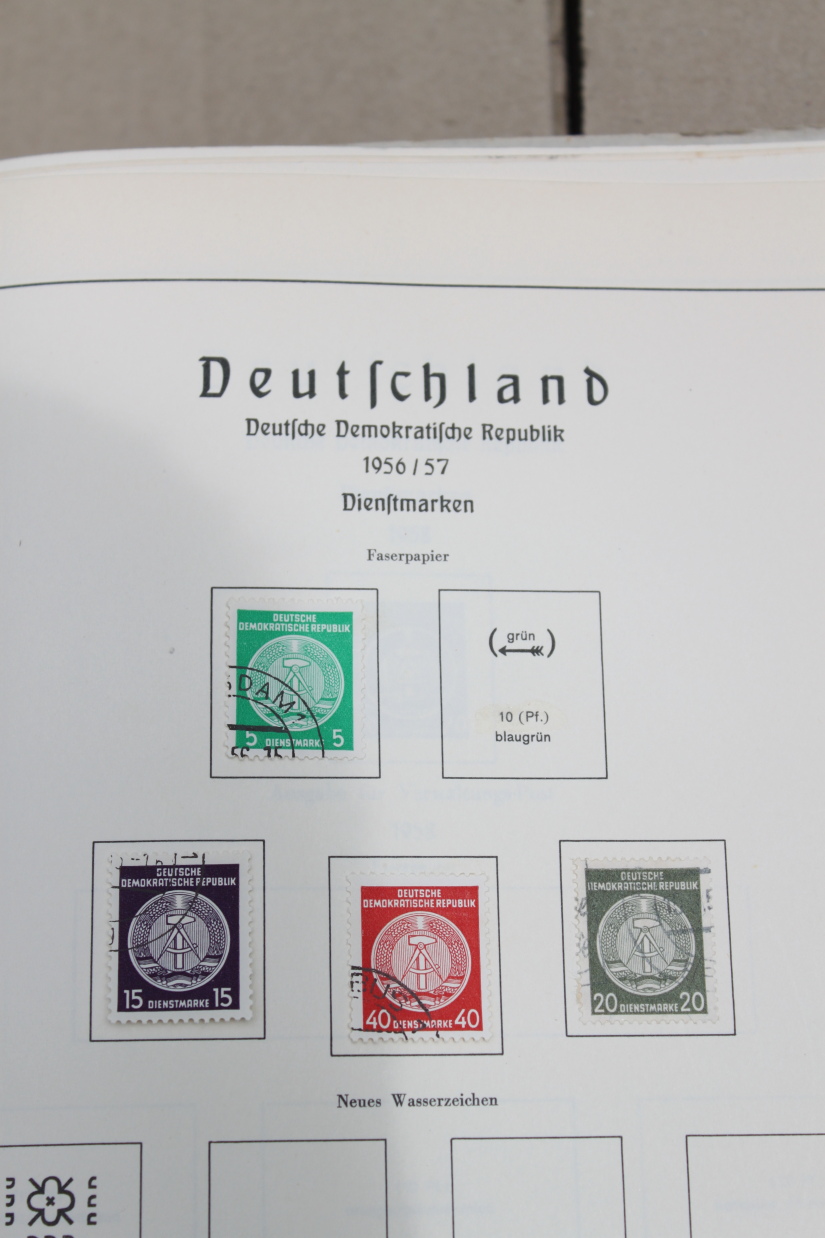 Deutſchland
Deutſche Demokratiſche Republik
1956/57
Dienſtmarken
Faserpapier
DEUTSCHE
DEMOKRATISCHE REPUBLIK
DAM
5 DIENSTMARKE 5
(grün)
10 (Pf.)
blaugrün
DEUTSCHE
DEMOKRATISCHE REPUBLIK
15 DIENSTMARKE 15
DEUTSCHE
DEMOKRATISCHE REPUBLIK
40 DIENSTMARKE 40
DEUTSCHE
DEMOKRATISCHE REPUBLIK
20 DIENSTMARKE 20
Neues Wasserzeichen